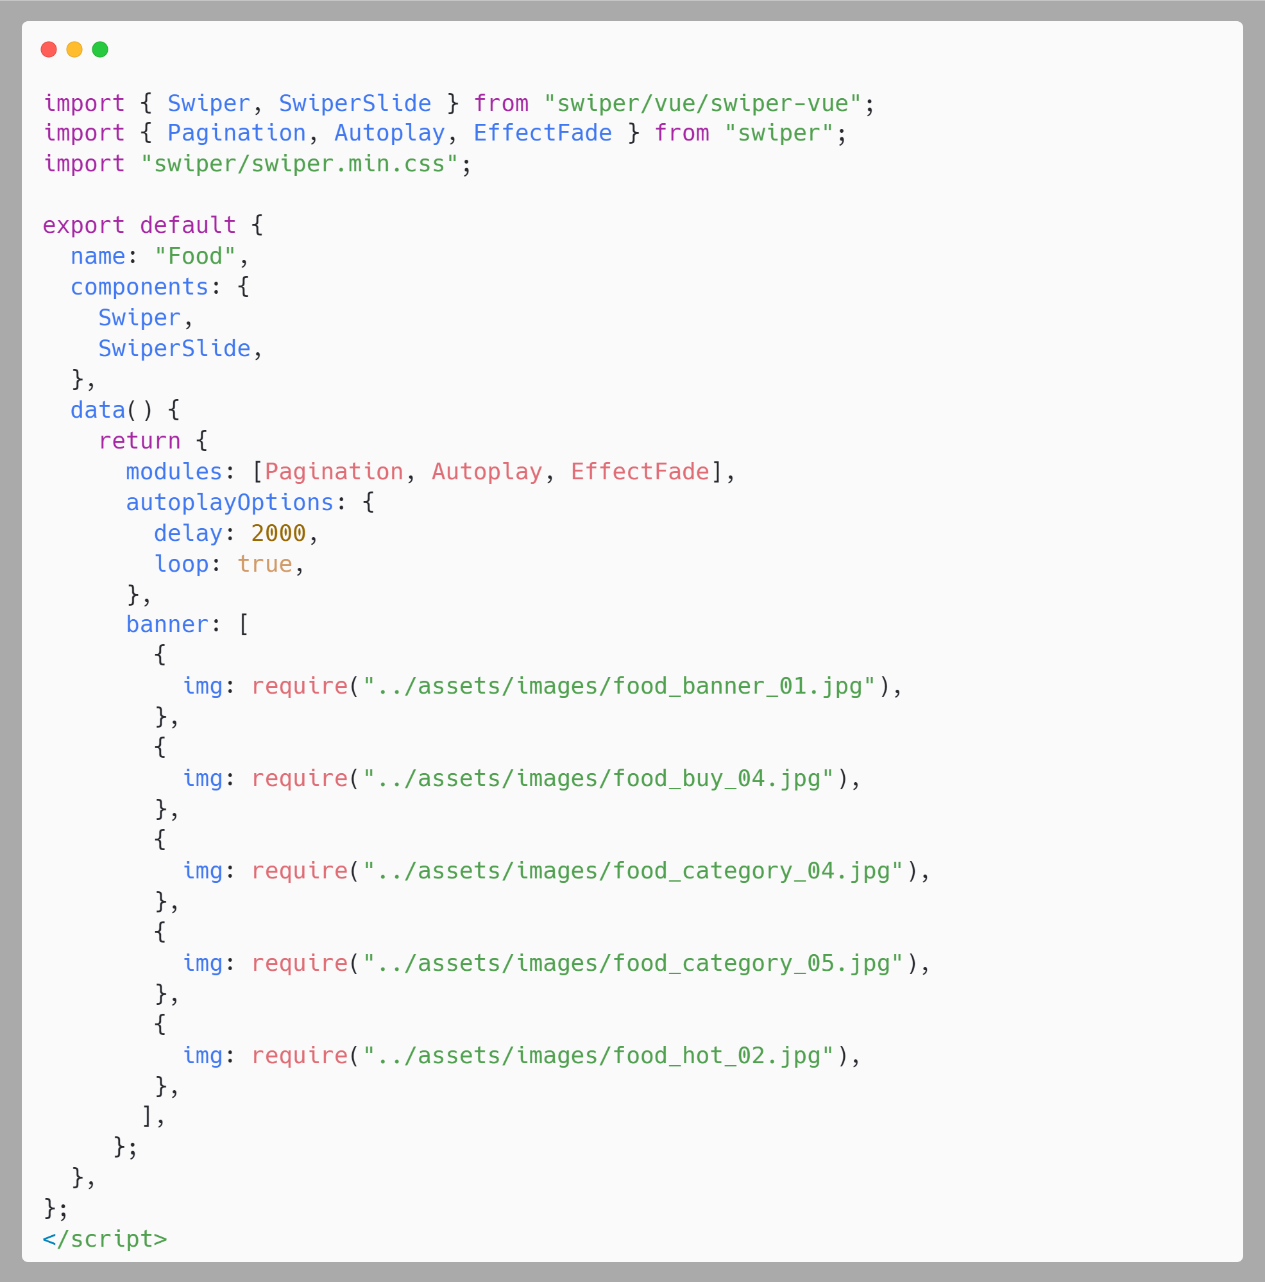 import { Swiper, SwiperSlide } from "swiper/vue/swiper-vue";
import { Pagination, Autoplay, EffectFade } from "swiper";
import "swiper/swiper.min.css";

export default {
  name: "Food",
  components: {
    Swiper,
    SwiperSlide,
  },
  data() {
    return {
      modules: [Pagination, Autoplay, EffectFade],
      autoplayOptions: {
        delay: 2000,
        loop: true,
      },
      banner: [
        {
          img: require("../assets/images/food_banner_01.jpg"),
        },
        {
          img: require("../assets/images/food_buy_04.jpg"),
        },
        {
          img: require("../assets/images/food_category_04.jpg"),
        },
        {
          img: require("../assets/images/food_category_05.jpg"),
        },
        {
          img: require("../assets/images/food_hot_02.jpg"),
        },
       ],
     };
  },
};
</script>